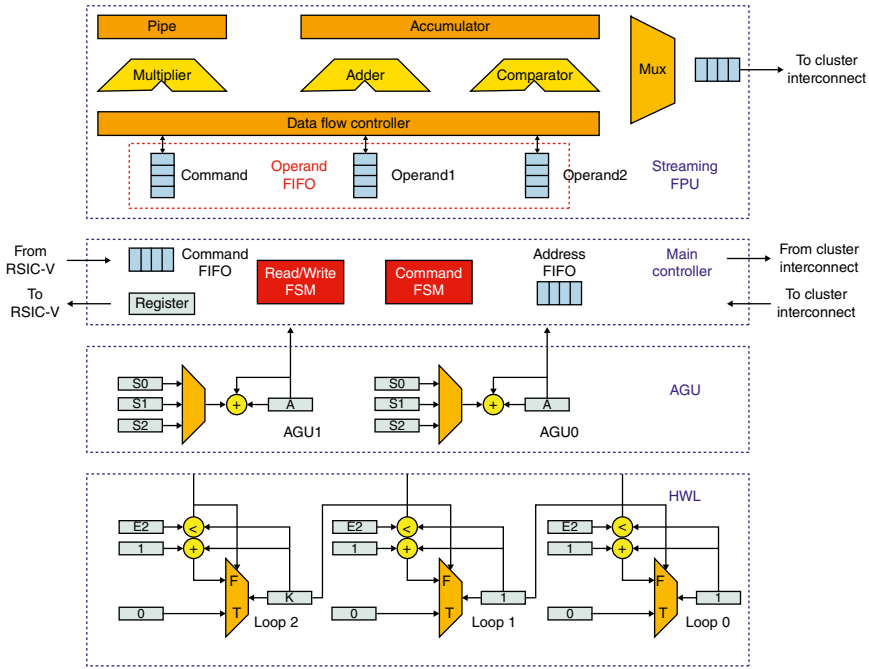 Pipe
Accumulator
Multiplier
Adder
Comparator
Mux
To cluster
interconnect
Data flow controller
Command
Operand
FIFO
Operand1
Operand2
Streaming
FPU
From
RSIC-V
To
RSIC-V
Command
FIFO
Register
Read/Write
FSM
Command
FSM
Address
FIFO
Main
controller
From cluster
interconnect
To cluster
interconnect
S0
S1
S2
+
A
AGU1
S0
S1
S2
+
A
AGU0
AGU
HWL
E2
<
1
+
F
T
K
0
Loop 2
E2
<
1
+
F
T
1
0
Loop 1
E2
<
1
+
F
T
1
0
Loop 0